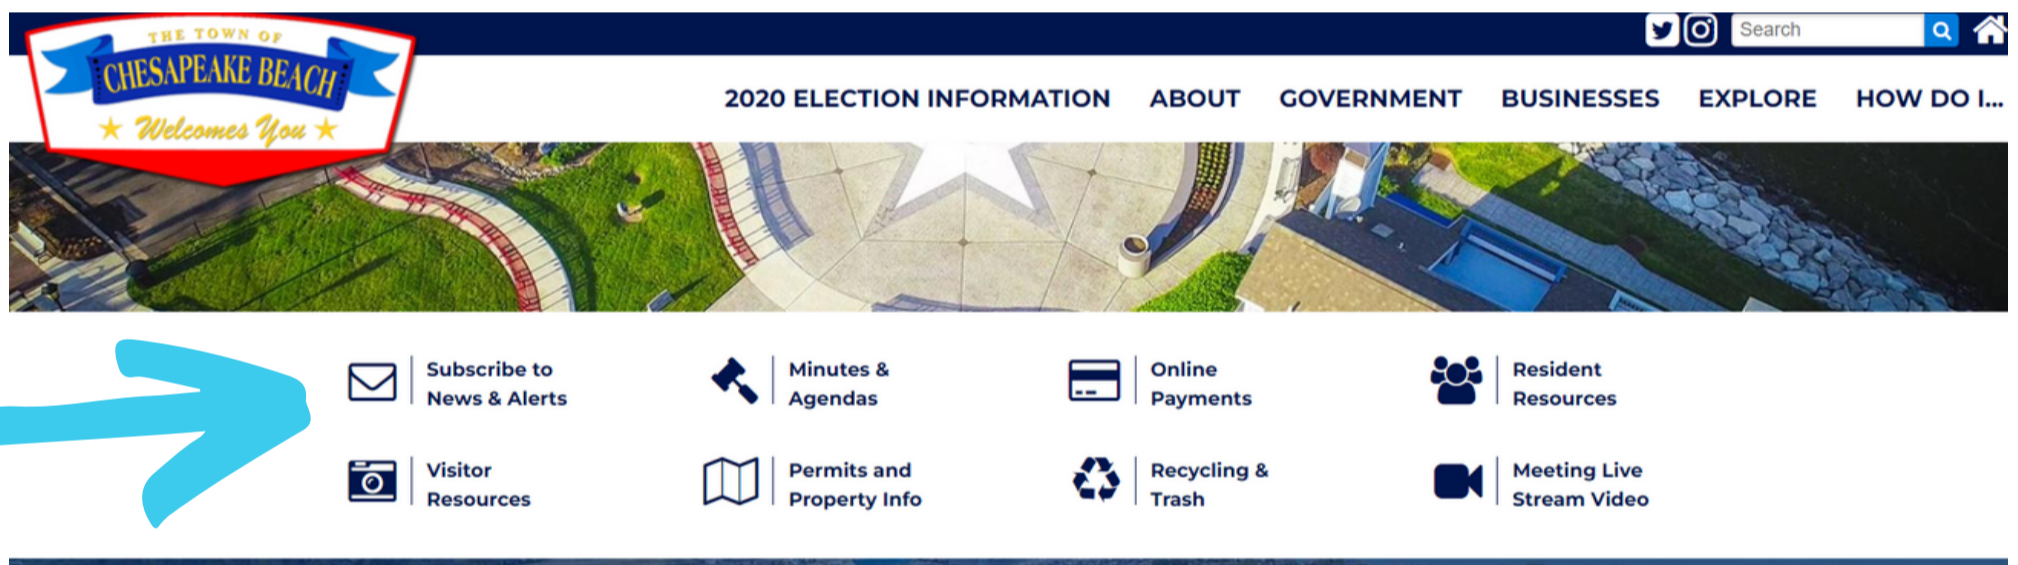 THE TOWN OF
CHESAPEAKE BEACH
Welcomes You
Search
2020 ELECTION INFORMATION ABOUT GOVERNMENT BUSINESSES EXPLORE HOW DO I...
Subscribe to
News & Alerts
Minutes &
Agendas
Online
Payments
Resident
Resources
Visitor
Resources
Permits and
Property Info
Recycling &
Trash
Meeting Live
Stream Video